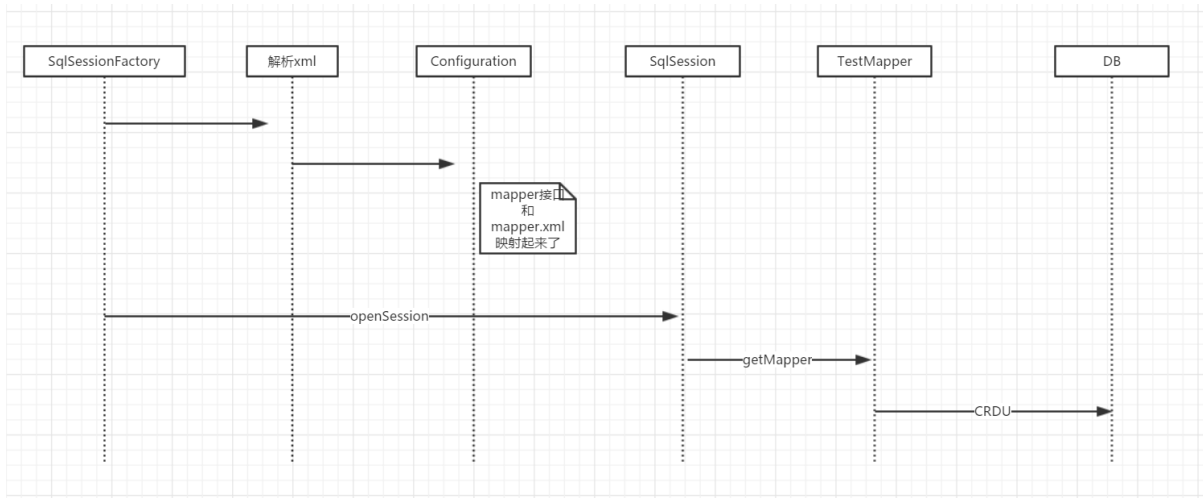 SqlSessionFactory
解析xml
Configuration
SqlSession
TestMapper
DB
mapper接口
和
mapper.xml
映射起来了
openSession
getMapper
CRDU